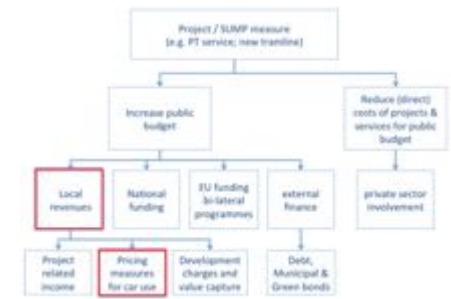 Project / SUMP measure
(e.g. PT service; new tramline)
Increase public
budget
Reduce (direct)
costs of projects &
services for public
budget
Local
revenues
National
funding
EU funding
bi-lateral
programmes
external
finance
private sector
involvement
Project
related
income
Pricing
measures
for car use
Development
charges and
value capture
Debt,
Municipal &
Green bonds